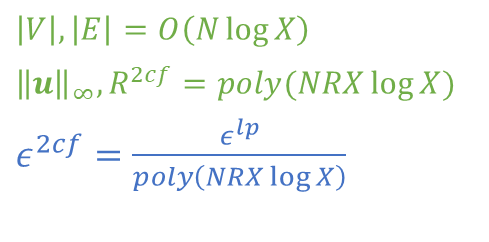 |V|, |E| = O(N log X)
‖u‖∞, R^{2cf} = poly(NRX log X)
ϵ^{2cf} = ϵ^{lp} / poly(NRX log X)